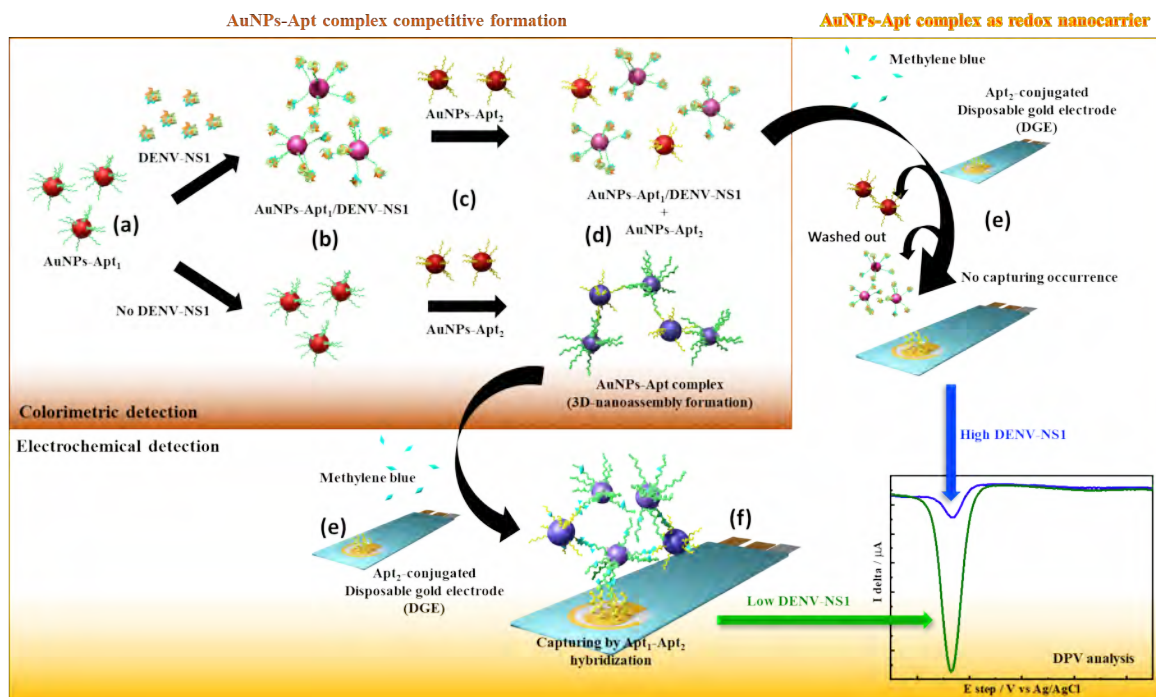 AuNPs-Apt complex competitive formation
AuNPs-Apt complex as redox nanocarrier
DENV-NS1
AuNPs-Apt1
(a)
No DENV-NS1
AuNPs-Apt1/DENV-NS1
(b)
AuNPs-Apt2
(c)
AuNPs-Apt2
AuNPs-Apt1/DENV-NS1
+
AuNPs-Apt2
(d)
AuNPs-Apt complex
(3D-nanoassembly formation)
Colorimetric detection
Methylene blue
Apt2-conjugated
Disposable gold electrode
(DGE)
(e)
Washed out
No capturing occurrence
High DENV-NS1
Electrochemical detection
Methylene blue
(e)
Apt2-conjugated
Disposable gold electrode
(DGE)
(f)
Capturing by Apt1-Apt2
hybridization
Low DENV-NS1
I delta / µA
DPV analysis
E step / V vs Ag/AgCl